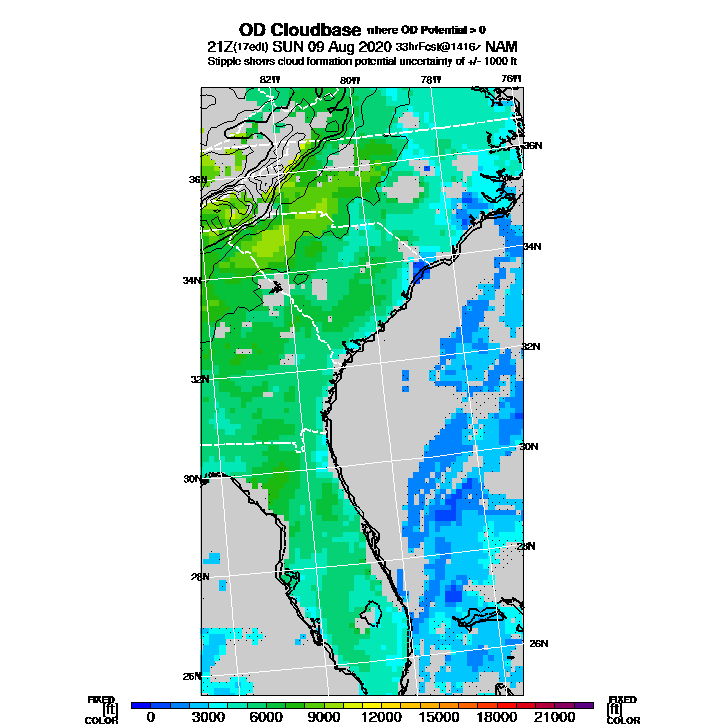 OD Cloudbase where OD Potential > 0
21Z(17edt) SUN 09 Aug 2020 33hrFcst@1416z NAM
Stipple shows cloud formation potential uncertainty of +/- 1000 ft
82W 80W 78W 76W
36N
36N
34N
34N
32N
32N
30N
30N
28N
28N
26N
26N
FIXED FIXED
[ft] [ft]
COLOR 0 3000 6000 9000 12000 15000 18000 21000 COLOR